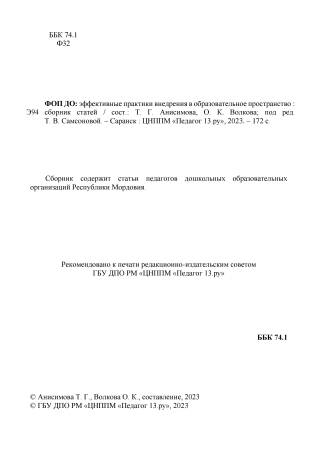 ББК 74.1
Ф32
ФОП ДО: эффективные практики внедрения в образовательное пространство :
Э94 сборник статей / сост.: Т. Г. Анисимова, О. К. Волкова; под ред.
Т. В. Самсоновой. – Саранск : ЦНППМ «Педагог 13 ру», 2023. – 172 с.
Сборник содержит статьи педагогов дошкольных образовательных
организаций Республики Мордовия.
Рекомендовано к печати редакционно-издательским советом
ГБУ ДПО РМ «ЦНППМ «Педагог 13.ру»
ББК 74.1
© Анисимова Т. Г., Волкова О. К., составление, 2023
© ГБУ ДПО РМ «ЦНППМ «Педагог 13 ру», 2023